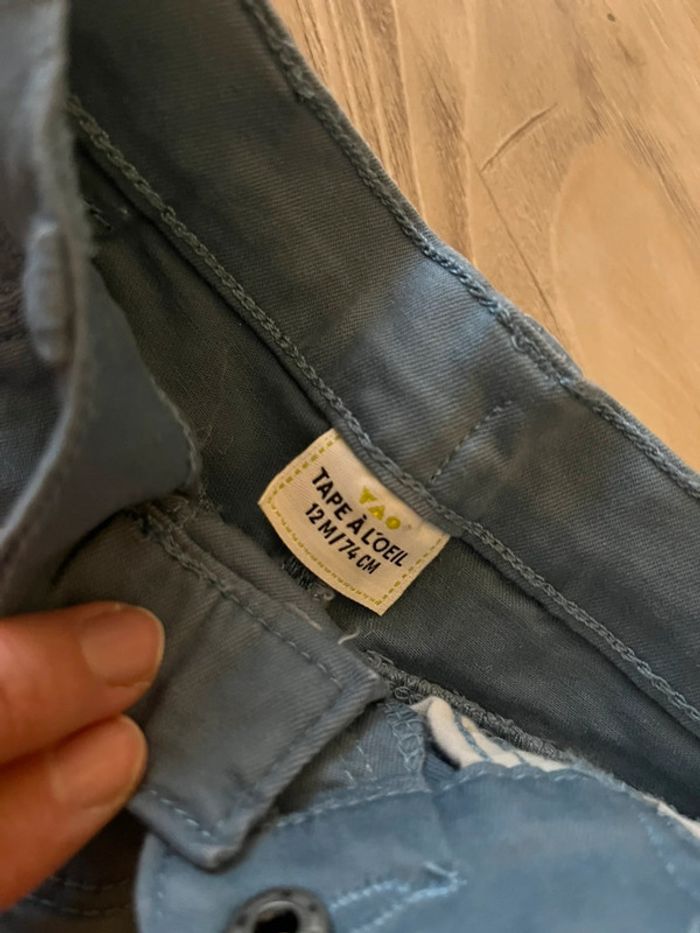 TAO
TAPE À L'OEIL
12 M / 74 CM